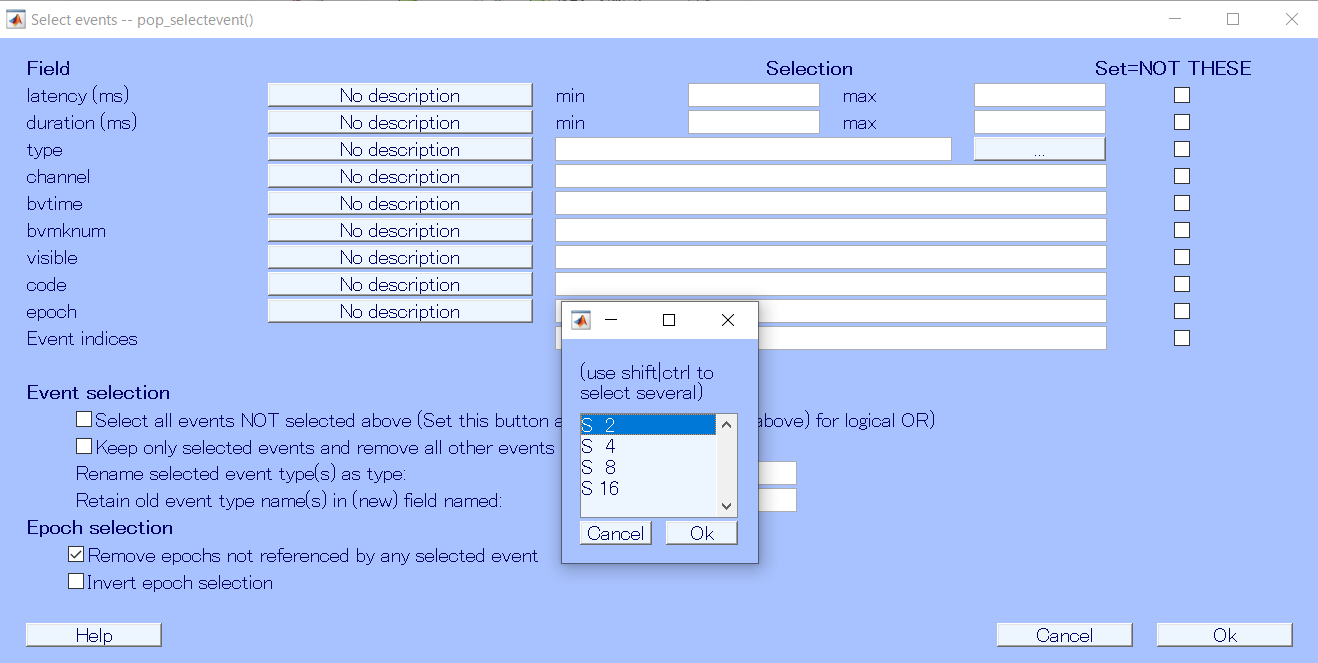 Select events -- pop_selectevent()
Field Selection Set=NOT THESE
latency (ms) No description min max
duration (ms) No description min max
type No description ...
channel No description
bvtime No description
bvmknum No description
visible No description
code No description
epoch No description
Event indices
(use shift|ctrl to
select several)
S  2
S  4
S  8
S 16
Cancel Ok
Event selection
Select all events NOT selected above (Set this button a above) for logical OR)
Keep only selected events and remove all other events
Rename selected event type(s) as type:
Retain old event type name(s) in (new) field named:
Epoch selection
Remove epochs not referenced by any selected event
Invert epoch selection
Help Cancel Ok